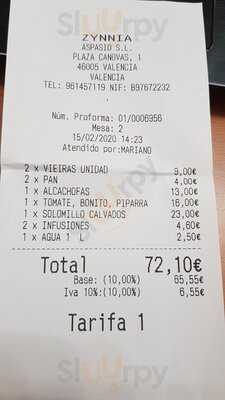 ZYNNIA
ASPASIO S.L.
PLAZA CANOVAS, 1
46005 VALENCIA
VALENCIA
TEL: 961457119 NIF: B97672232
Núm. Proforma: 01/0006956
Mesa: 2
15/02/2020 14:23
Atendido por:MARIANO
2 x VIEIRAS UNIDAD 9,00€
2 x PAN 4,00€
1 x ALCACHOFAS 13,00€
1 x TOMATE, BONITO, PIPARRA 16,00€
1 x SOLOMILLO CALVADOS 23,00€
2 x INFUSIONES 4,60€
1 x AGUA 1 L 2,50€
Total 72,10€
Base: (10,00%) 65,55€
Iva 10%:(10,00%) 6,55€
Tarifa 1
Sluurpy
Sluurpy
Sluurpy